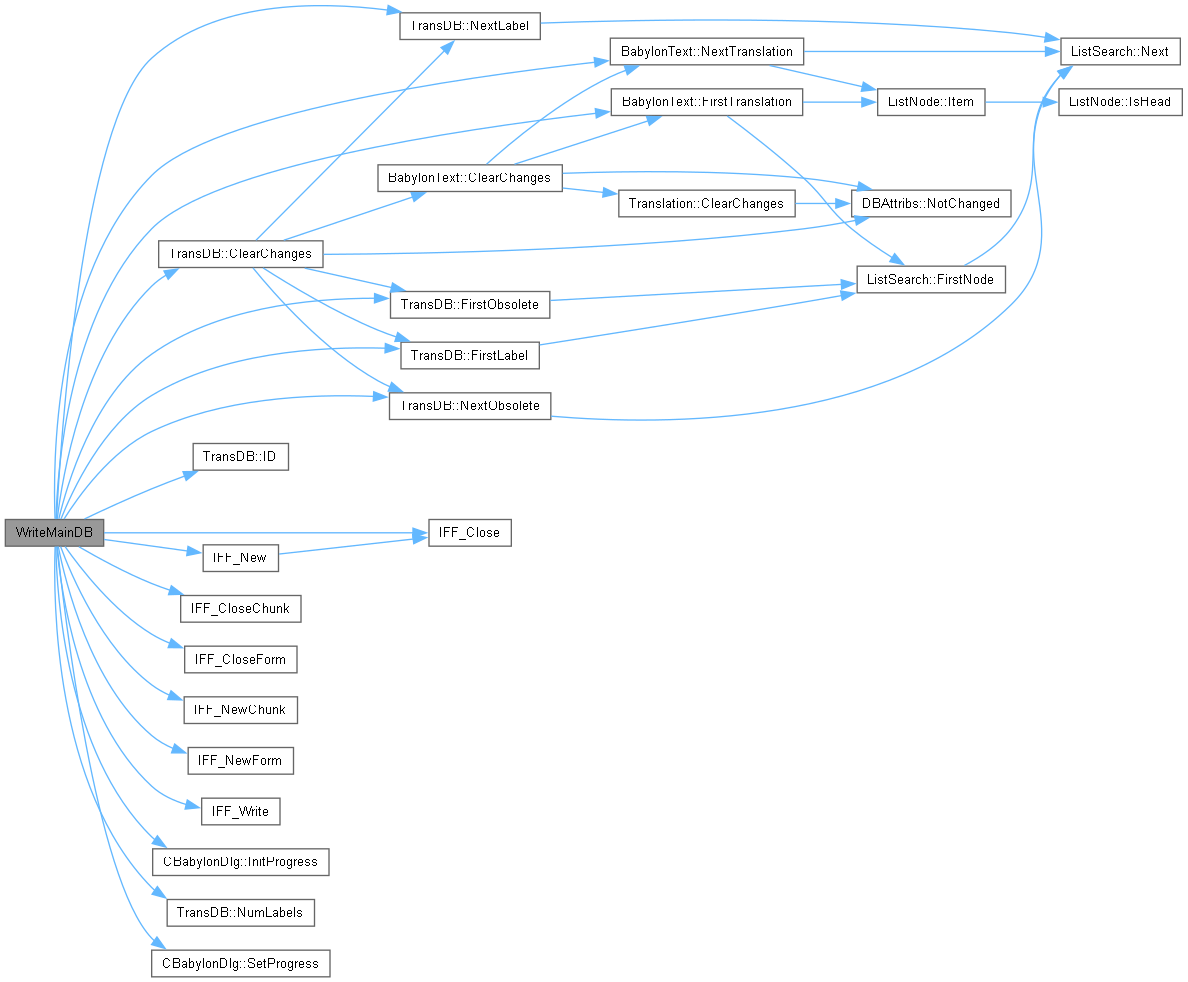 TransDB::NextLabel
BabylonText::NextTranslation
ListSearch::Next
BabylonText::FirstTranslation
ListNode::Item
ListNode::IsHead
BabylonText::ClearChanges
Translation::ClearChanges
DBAttribs::NotChanged
TransDB::ClearChanges
ListSearch::FirstNode
TransDB::FirstObsolete
TransDB::FirstLabel
TransDB::NextObsolete
TransDB::ID
WriteMainDB
IFF_Close
IFF_New
IFF_CloseChunk
IFF_CloseForm
IFF_NewChunk
IFF_NewForm
IFF_Write
CBabylonDlg::InitProgress
TransDB::NumLabels
CBabylonDlg::SetProgress